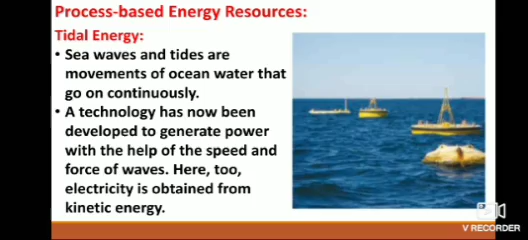 Process-based Energy Resources:
Tidal Energy:
• Sea waves and tides are
movements of ocean water that
go on continuously.
• A technology has now been
developed to generate power
with the help of the speed and
force of waves. Here, too,
electricity is obtained from
kinetic energy.
V RECORDER